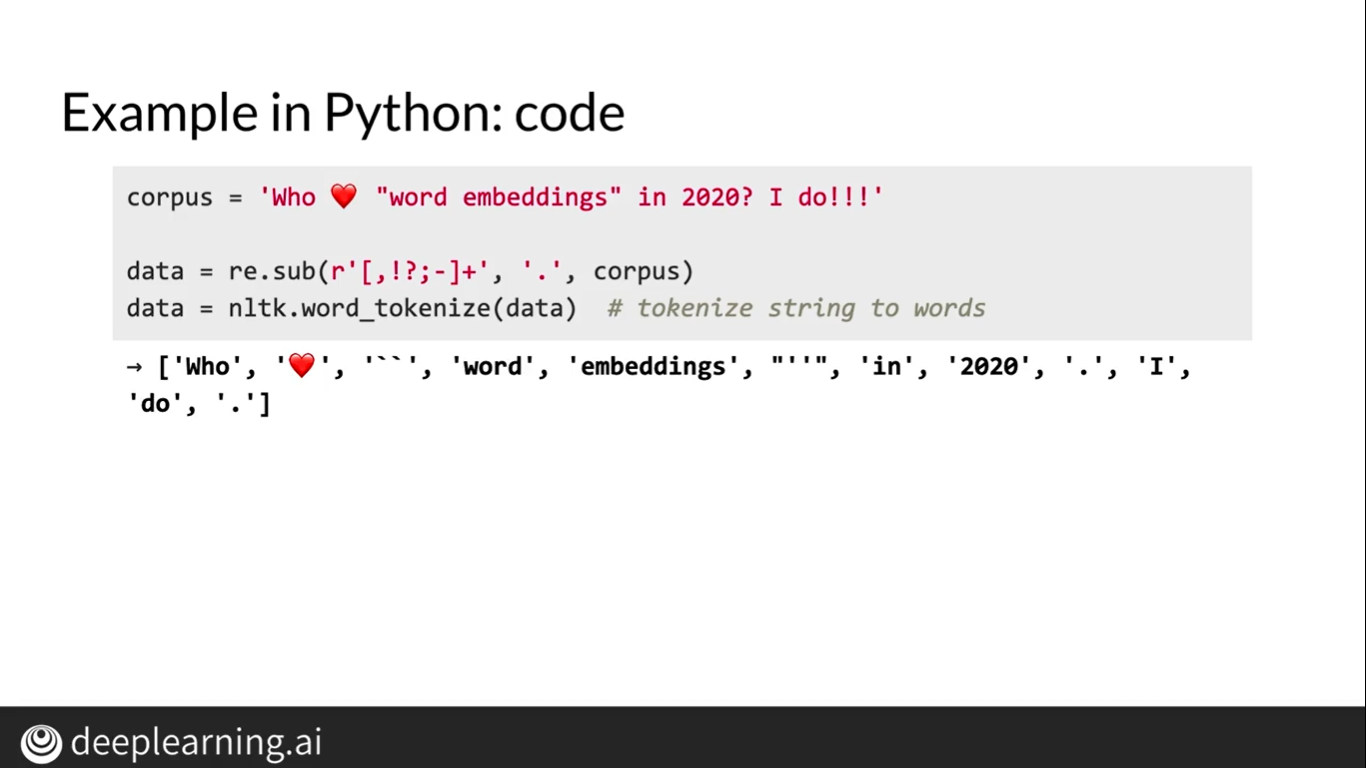 Example in Python: code
corpus = 'Who ❤️ "word embeddings" in 2020? I do!!!'
data = re.sub(r'[,!?;-]+', '.', corpus)
data = nltk.word_tokenize(data)  # tokenize string to words
→ ['Who', '❤️', '``', 'word', 'embeddings', "''", 'in', '2020', '.', 'I',
'do', '.']
deeplearning.ai